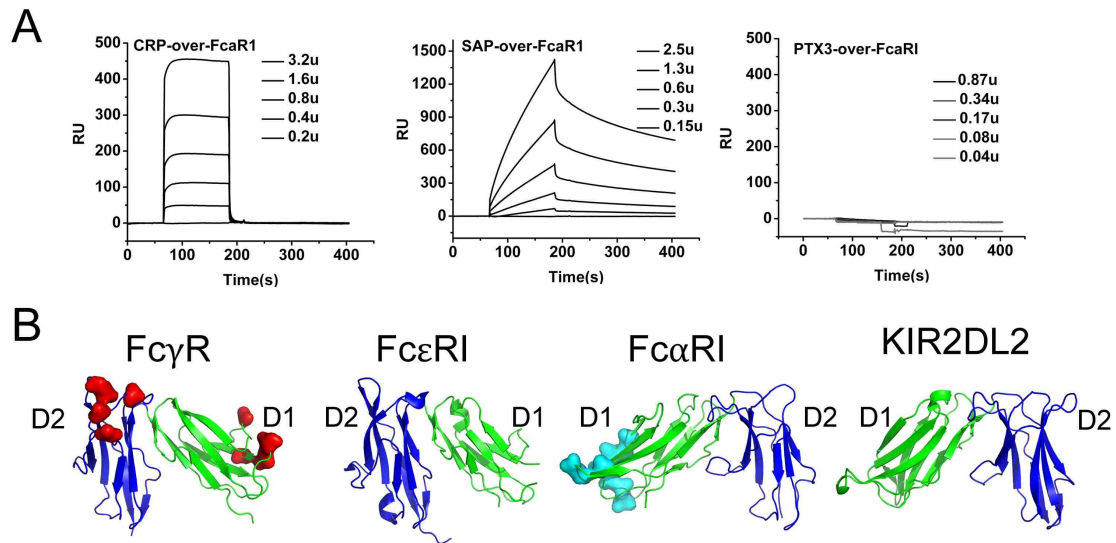 A
CRP-over-FcaR1
500
400
300
200
100
0
RU
3.2u
1.6u
0.8u
0.4u
0.2u
0 100 200 300 400
Time(s)
SAP-over-FcaR1
1500
1200
900
600
300
0
RU
2.5u
1.3u
0.6u
0.3u
0.15u
0 100 200 300 400
Time(s)
PTX3-over-FcaRI
500
400
300
200
100
0
RU
0.87u
0.34u
0.17u
0.08u
0.04u
0 100 200 300 400
Time(s)
B
FcγR
D2
D1
FcεRI
D2
D1
FcαRI
D1
D2
KIR2DL2
D1
D2